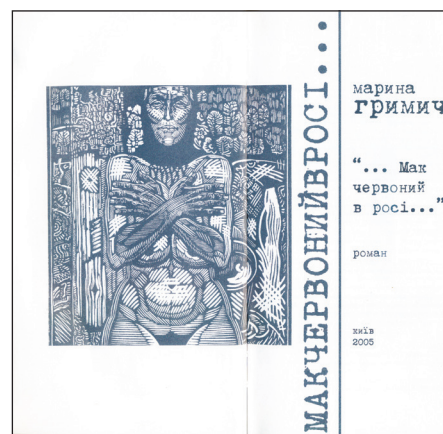 МАКЧЕРВОНИЙВРОСІ...
марина
гримич
“... Мак
червоний
в росі...”
роман
київ
2005